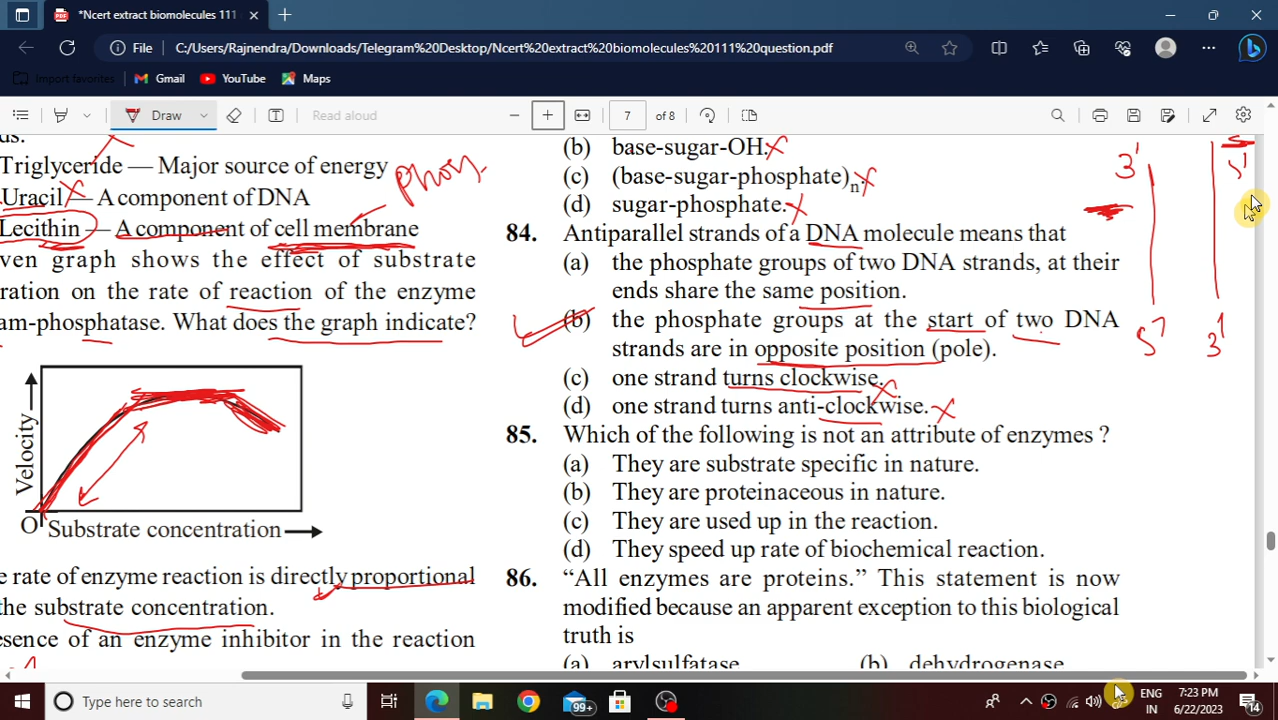 *Ncert extract biomolecules 111
File
C:/Users/Rajnendra/Downloads/Telegram%20Desktop/Ncert%20extract%20biomolecules%20111%20question.pdf
Import favorites
Gmail
YouTube
Maps
Draw
Read aloud
7
of 8
ds.
Triglyceride — Major source of energy
Uracil — A component of DNA
Lecithin — A component of cell membrane
phos.
ven graph shows the effect of substrate
ration on the rate of reaction of the enzyme
am-phosphatase. What does the graph indicate?
Velocity
O
Substrate concentration
e rate of enzyme reaction is directly proportional
the substrate concentration.
esence of an enzyme inhibitor in the reaction
(b) base-sugar-OH.
(c) (base-sugar-phosphate)n.
(d) sugar-phosphate.
84. Antiparallel strands of a DNA molecule means that
(a) the phosphate groups of two DNA strands, at their
ends share the same position.
(b) the phosphate groups at the start of two DNA
strands are in opposite position (pole).
(c) one strand turns clockwise.
(d) one strand turns anti-clockwise.
3' 5'
5' 3'
85. Which of the following is not an attribute of enzymes ?
(a) They are substrate specific in nature.
(b) They are proteinaceous in nature.
(c) They are used up in the reaction.
(d) They speed up rate of biochemical reaction.
86. “All enzymes are proteins.” This statement is now
modified because an apparent exception to this biological
truth is
(a) arylsulfatase (b) dehydrogenase
Type here to search
99+
ENG
IN
7:23 PM
6/22/2023
14